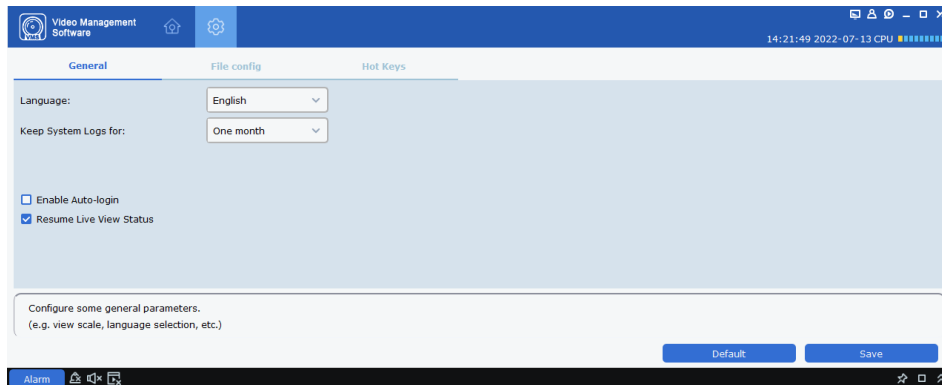 Video Management
Software
14:21:49 2022-07-13 CPU
General File config Hot Keys
Language: English
Keep System Logs for: One month
Enable Auto-login
Resume Live View Status
Configure some general parameters.
(e.g. view scale, language selection, etc.)
Default Save
Alarm